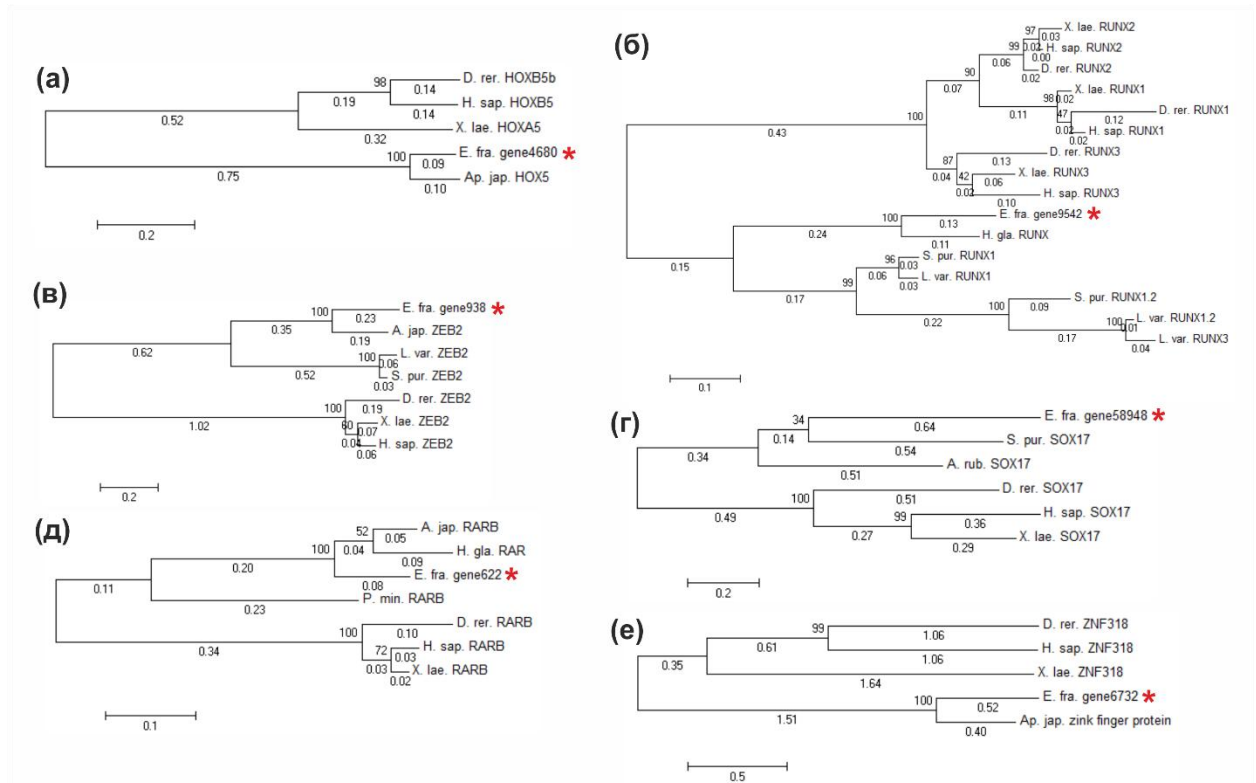 (а)
98
D. rer. HOXB5b
0.14
0.19
H. sap. HOXB5
0.14
0.52
X. lae. HOXA5
0.32
100
E. fra. gene4680 *
0.09
0.75
Ap. jap. HOX5
0.10
0.2
(б)
97
X. lae. RUNX2
0.03
99
0.02
H. sap. RUNX2
0.00
0.06
D. rer. RUNX2
0.02
90
0.07
X. lae. RUNX1
98
0.02
D. rer. RUNX1
47
0.12
0.11
0.02
H. sap. RUNX1
0.02
100
0.43
87
D. rer. RUNX3
0.13
0.04
42
X. lae. RUNX3
0.06
0.02
H. sap. RUNX3
0.10
100
E. fra. gene9542 *
0.13
0.24
H. gla. RUNX
0.11
0.15
96
S. pur. RUNX1
0.03
0.06
L. var. RUNX1
0.03
99
0.17
100
S. pur. RUNX1.2
0.09
0.22
L. var. RUNX1.2
100
0.01
0.17
L. var. RUNX3
0.04
0.1
(в)
100
E. fra. gene938 *
0.23
0.35
A. jap. ZEB2
0.19
0.62
L. var. ZEB2
100
0.06
0.52
S. pur. ZEB2
0.03
100
D. rer. ZEB2
0.19
60
X. lae. ZEB2
0.07
1.02
0.04
H. sap. ZEB2
0.06
0.2
(г)
34
E. fra. gene58948 *
0.64
0.14
S. pur. SOX17
0.54
0.34
A. rub. SOX17
0.51
100
D. rer. SOX17
0.51
0.49
99
H. sap. SOX17
0.36
0.27
X. lae. SOX17
0.29
0.2
(д)
52
A. jap. RARB
0.05
100
0.04
H. gla. RAR
0.09
0.20
E. fra. gene622 *
0.08
0.11
P. min. RARB
0.23
100
D. rer. RARB
0.10
0.34
72
H. sap. RARB
0.03
0.03
X. lae. RARB
0.02
0.1
(е)
99
D. rer. ZNF318
1.06
0.61
H. sap. ZNF318
1.06
0.35
X. lae. ZNF318
1.64
100
E. fra. gene6732 *
0.52
1.51
Ap. jap. zink finger protein
0.40
0.5